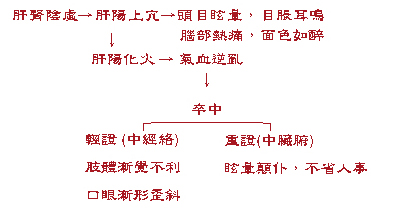 肝腎陰虛→肝陽上亢→頭目眩暈，目脹耳鳴
腦部熱痛，面色如醉
↓
肝陽化火→氣血逆亂
↓
卒中
輕證(中經絡) 重證(中臟腑)
肢體漸覺不利 眩暈顛仆，不省人事
口眼漸形歪斜